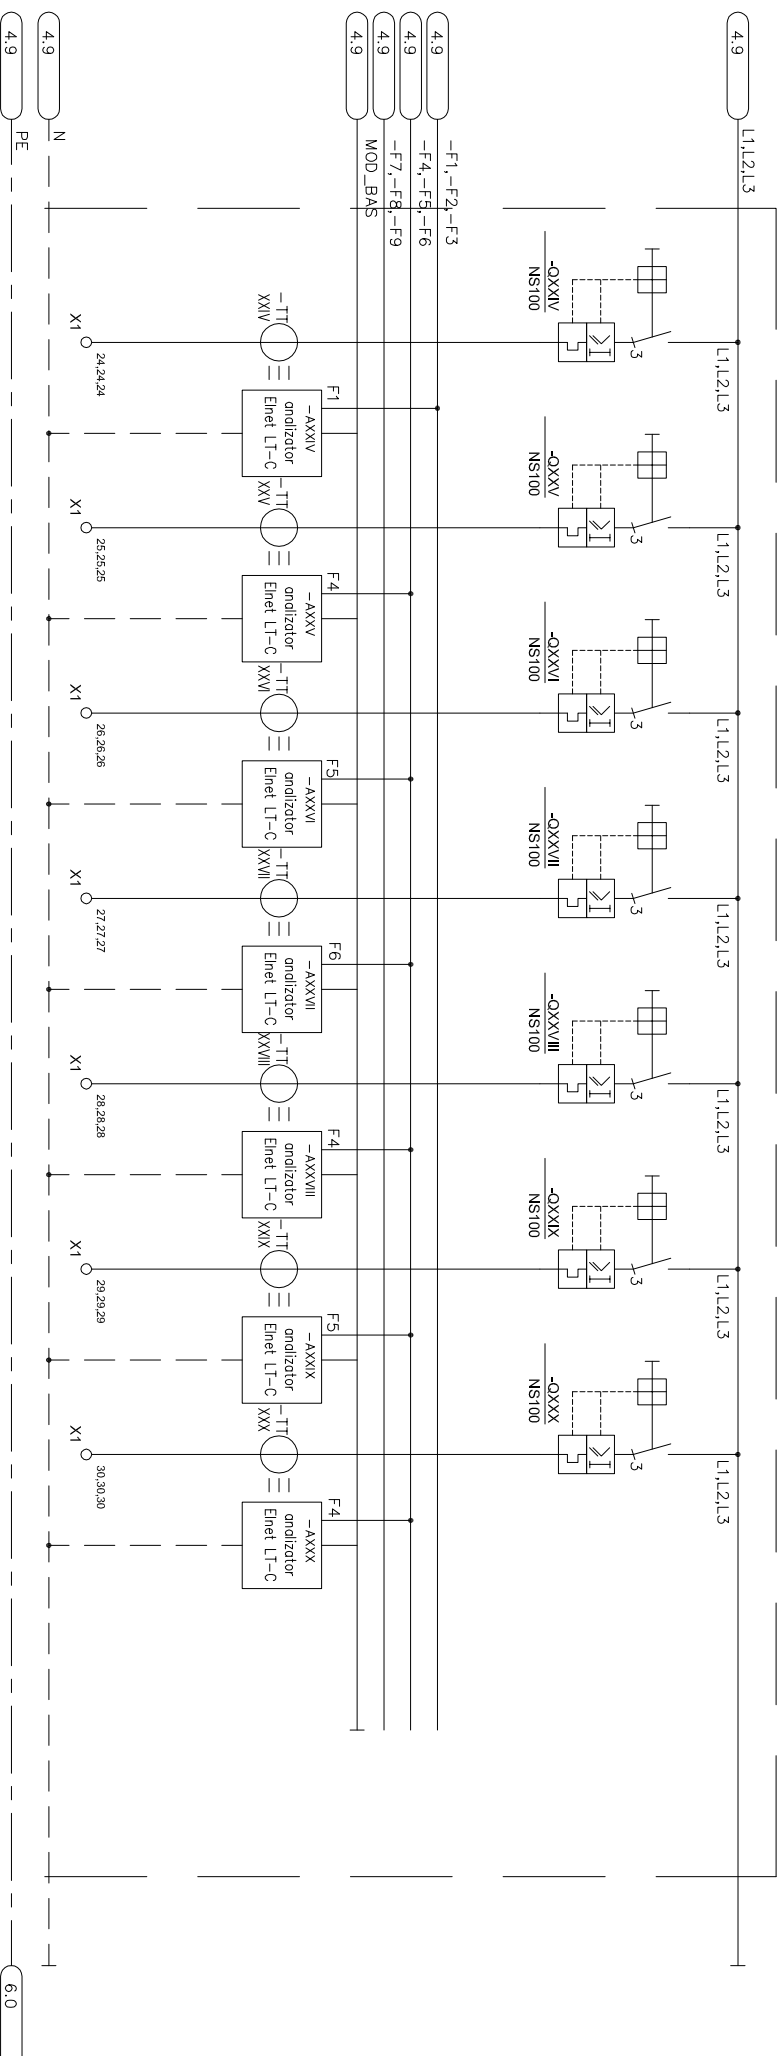 4.9
L1,L2,L3
4.9
-F1,-F2,-F3
4.9
-F4,-F5,-F6
4.9
-F7,-F8,-F9
4.9
MOD_BAS
4.9
N
4.9
PE
-QXXIV
NS100
3
L1,L2,L3
-TT
XXIV
F1
-AXXIV
analizator
Elnet LT-C
X1
24,24,24
-QXXV
NS100
3
L1,L2,L3
-TT
XXV
F4
-AXXV
analizator
Elnet LT-C
X1
25,25,25
-QXXVI
NS100
3
L1,L2,L3
-TT
XXVI
F5
-AXXVI
analizator
Elnet LT-C
X1
26,26,26
-QXXVII
NS100
3
L1,L2,L3
-TT
XXVII
F6
-AXXVII
analizator
Elnet LT-C
X1
27,27,27
-QXXVIII
NS100
3
L1,L2,L3
-TT
XXVIII
F4
-AXXVIII
analizator
Elnet LT-C
X1
28,28,28
-QXXIX
NS100
3
L1,L2,L3
-TT
XXIX
F5
-AXXIX
analizator
Elnet LT-C
X1
29,29,29
-QXXX
NS100
3
L1,L2,L3
-TT
XXX
F4
-AXXX
analizator
Elnet LT-C
X1
30,30,30
6.0